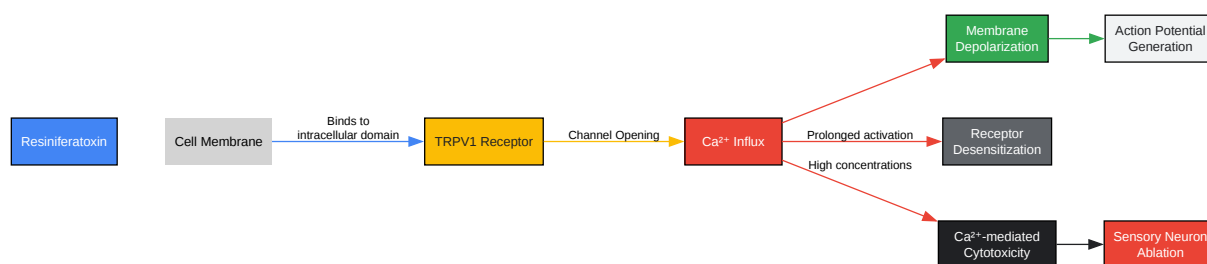 Resiniferatoxin
Cell Membrane
Binds to
intracellular domain
TRPV1 Receptor
Channel Opening
Ca²⁺ Influx
Membrane
Depolarization
Action Potential
Generation
Prolonged activation
Receptor
Desensitization
High concentrations
Ca²⁺-mediated
Cytotoxicity
Sensory Neuron
Ablation